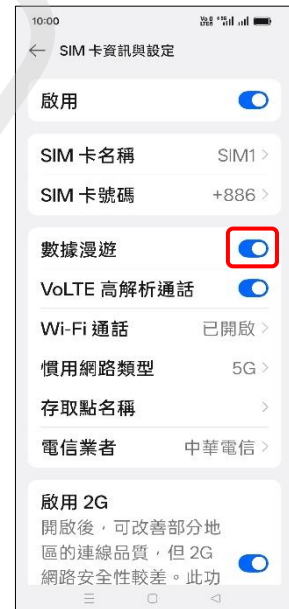 10:00
← SIM 卡資訊與設定
啟用
SIM 卡名稱 SIM1 >
SIM 卡號碼 +886 >
數據漫遊
VoLTE 高解析通話
Wi-Fi 通話 已開啟 >
慣用網路類型 5G >
存取點名稱 >
電信業者 中華電信 >
啟用 2G
開啟後，可改善部分地
區的連線品質，但 2G
網路安全性較差。此功